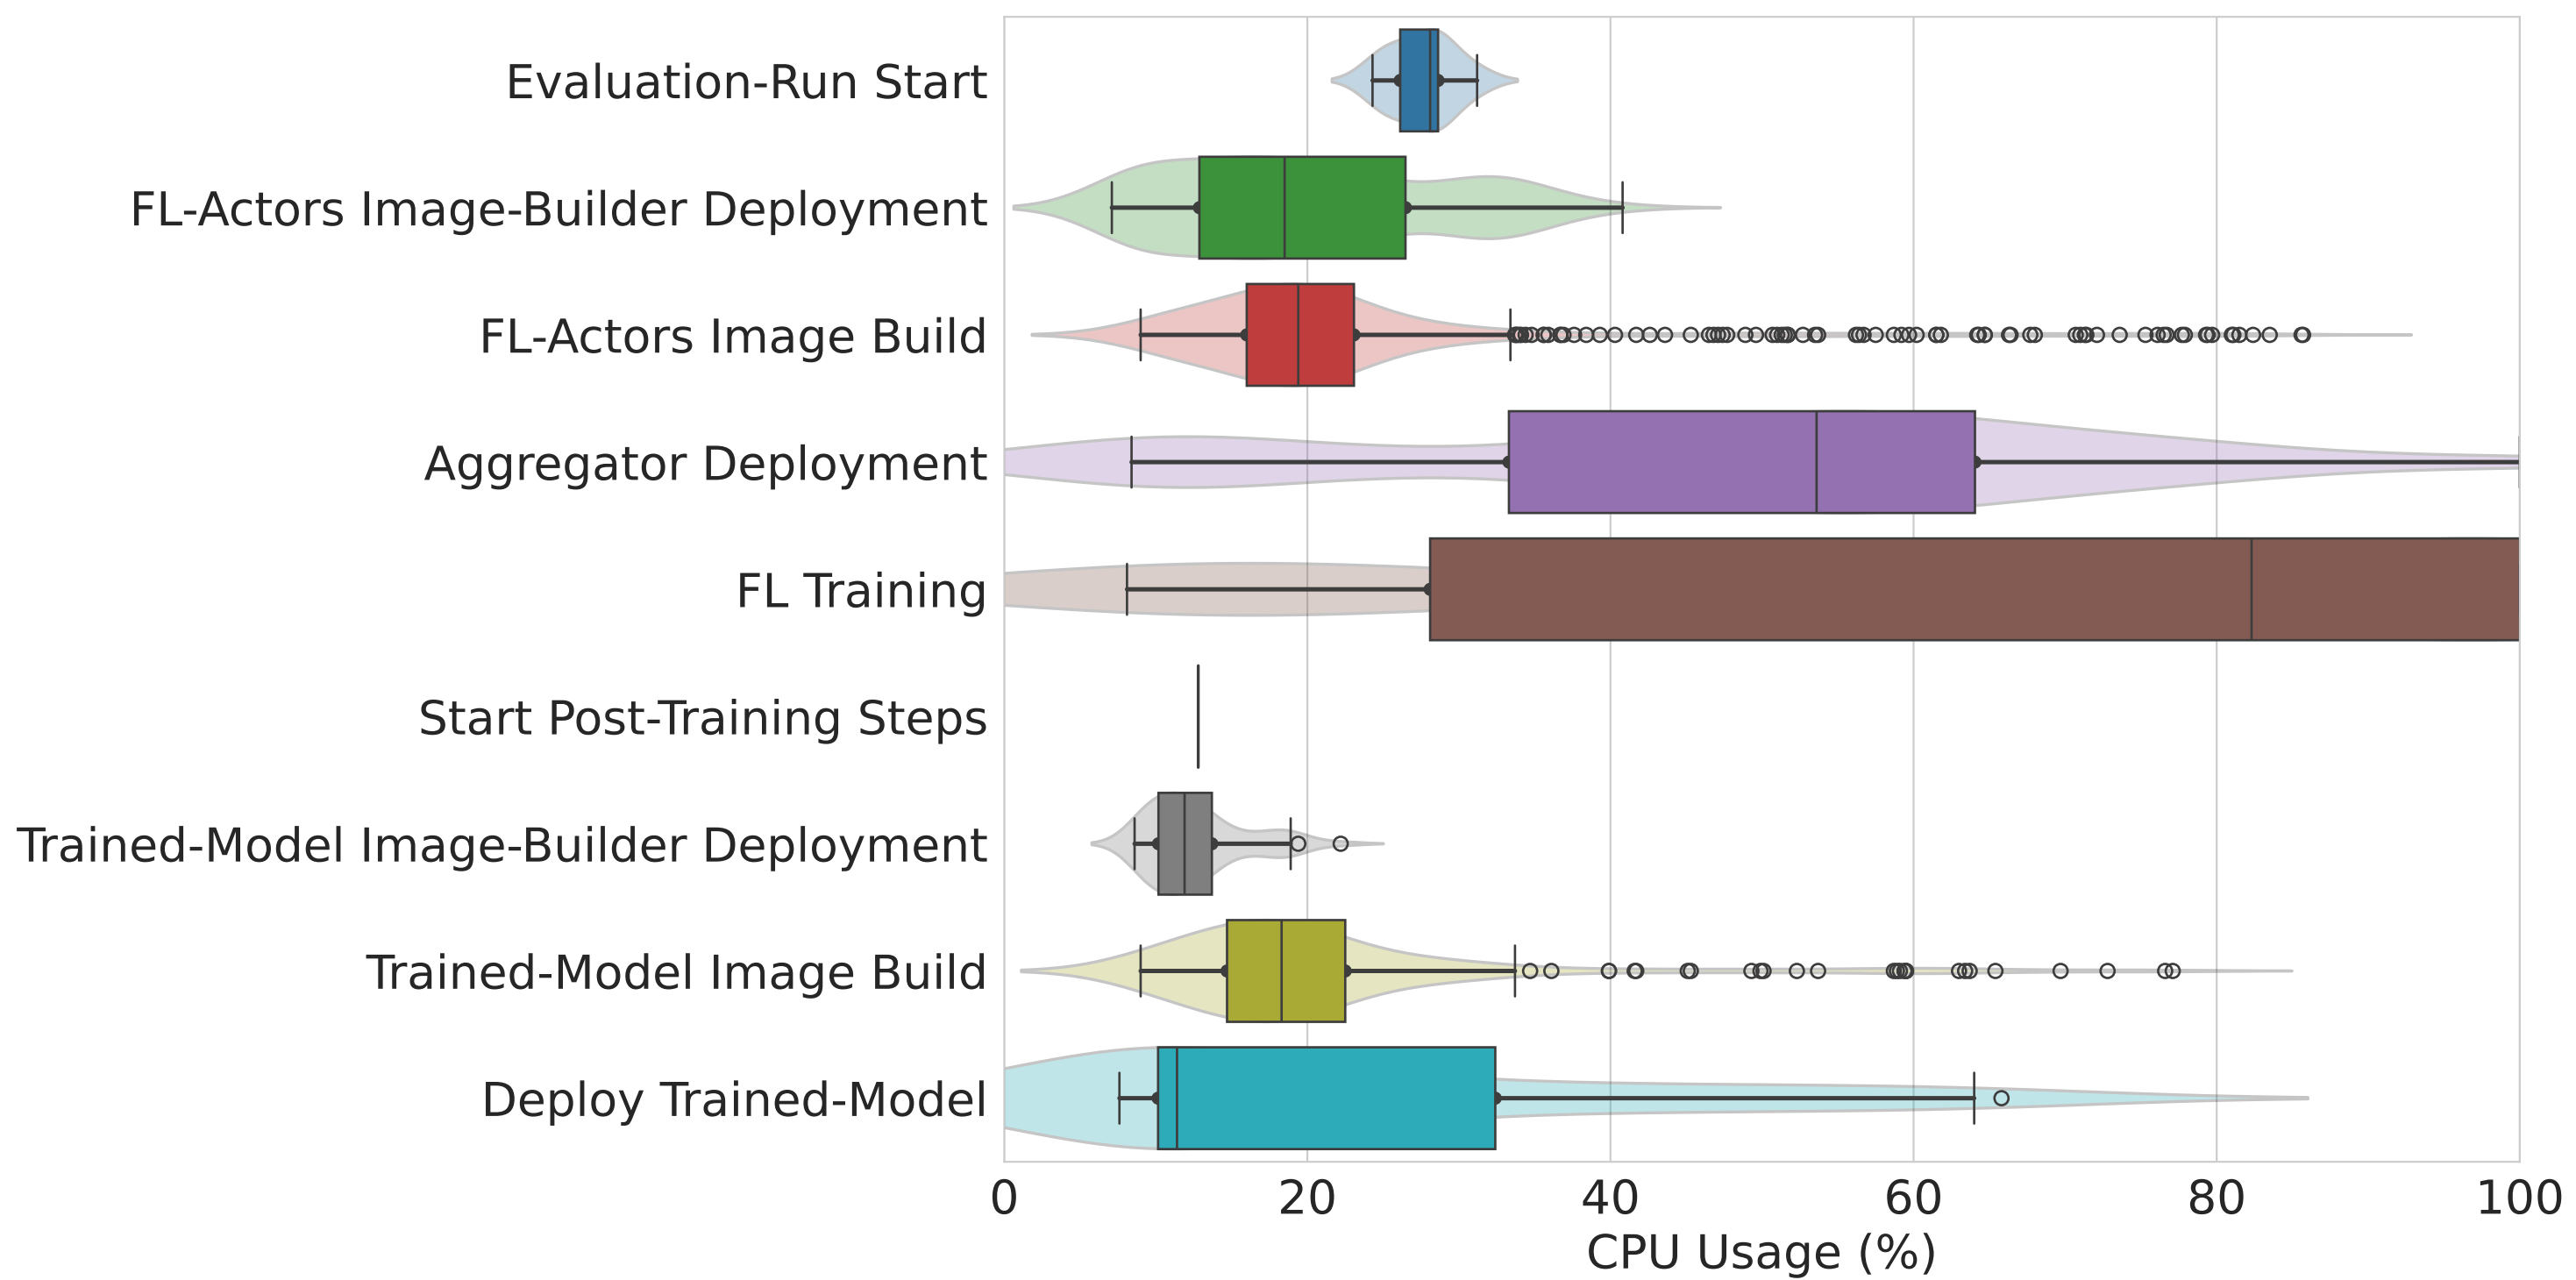 Evaluation-Run Start
FL-Actors Image-Builder Deployment
FL-Actors Image Build
Aggregator Deployment
FL Training
Start Post-Training Steps
Trained-Model Image-Builder Deployment
Trained-Model Image Build
Deploy Trained-Model
0 20 40 60 80 100
CPU Usage (%)